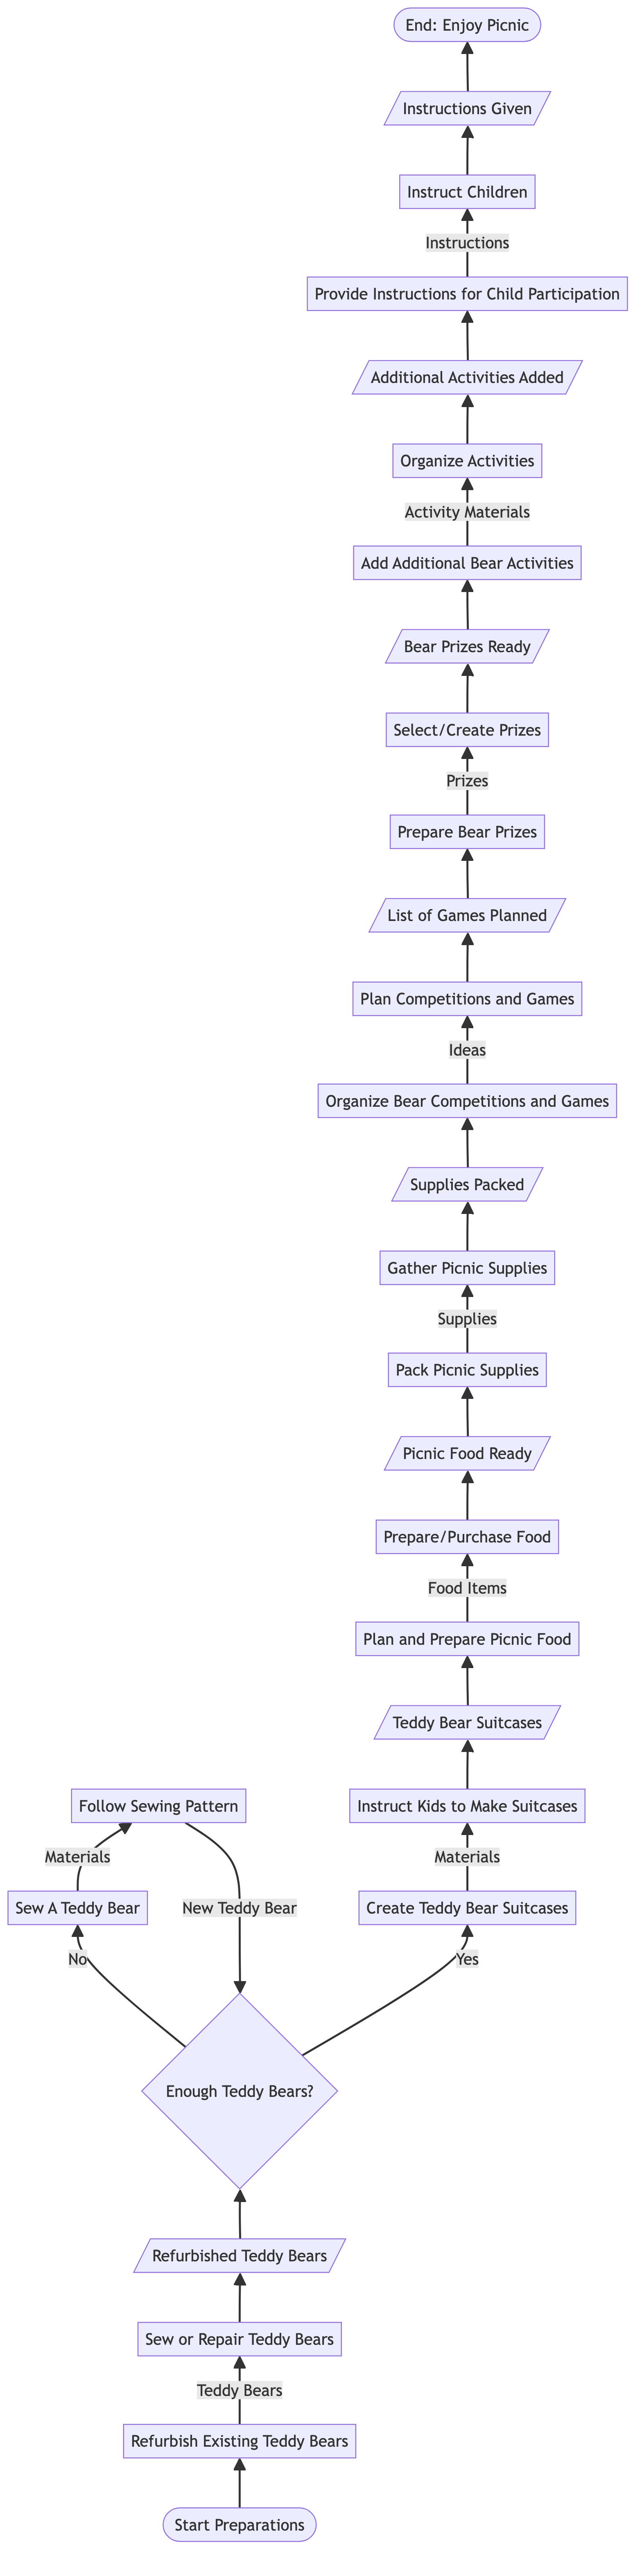 End: Enjoy Picnic
Instructions Given
Instruct Children
Instructions
Provide Instructions for Child Participation
Additional Activities Added
Organize Activities
Activity Materials
Add Additional Bear Activities
Bear Prizes Ready
Select/Create Prizes
Prizes
Prepare Bear Prizes
List of Games Planned
Plan Competitions and Games
Ideas
Organize Bear Competitions and Games
Supplies Packed
Gather Picnic Supplies
Supplies
Pack Picnic Supplies
Picnic Food Ready
Prepare/Purchase Food
Food Items
Plan and Prepare Picnic Food
Teddy Bear Suitcases
Follow Sewing Pattern
Instruct Kids to Make Suitcases
Materials
Materials
Sew A Teddy Bear
New Teddy Bear
Create Teddy Bear Suitcases
No
Yes
Enough Teddy Bears?
Refurbished Teddy Bears
Sew or Repair Teddy Bears
Teddy Bears
Refurbish Existing Teddy Bears
Start Preparations